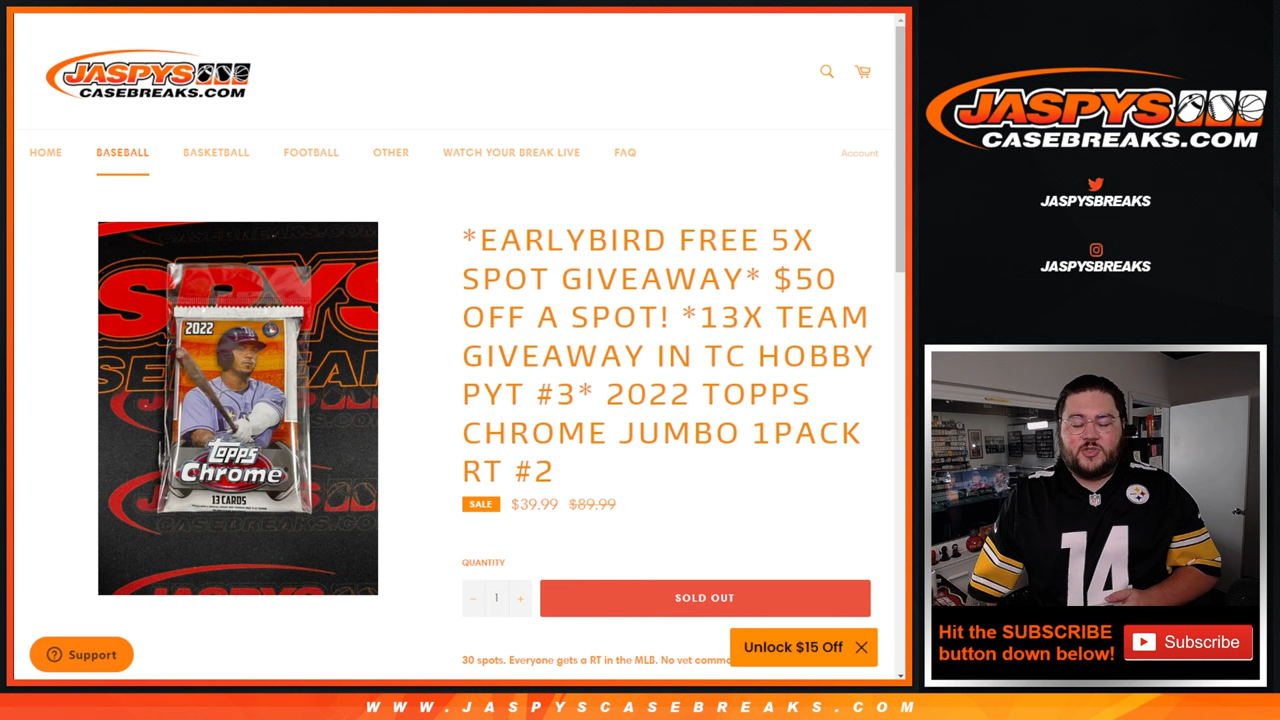 JASPYS
CASEBREAKS.COM
HOME
BASEBALL
BASKETBALL
FOOTBALL
OTHER
WATCH YOUR BREAK LIVE
FAQ
Account
2022
Topps
Chrome
13 CARDS
*EARLYBIRD FREE 5X
SPOT GIVEAWAY* $50
OFF A SPOT! *13X TEAM
GIVEAWAY IN TC HOBBY
PYT #3* 2022 TOPPS
CHROME JUMBO 1PACK
RT #2
SALE $39.99 $89.99
QUANTITY
− 1 +
SOLD OUT
30 spots. Everyone gets a RT in the MLB. No vet
Unlock $15 Off
Support
JASPYS
CASEBREAKS.COM
JASPYSBREAKS
JASPYSBREAKS
14
Hit the SUBSCRIBE
button down below!
Subscribe
WWW.JASPYSCASEBREAKS.COM